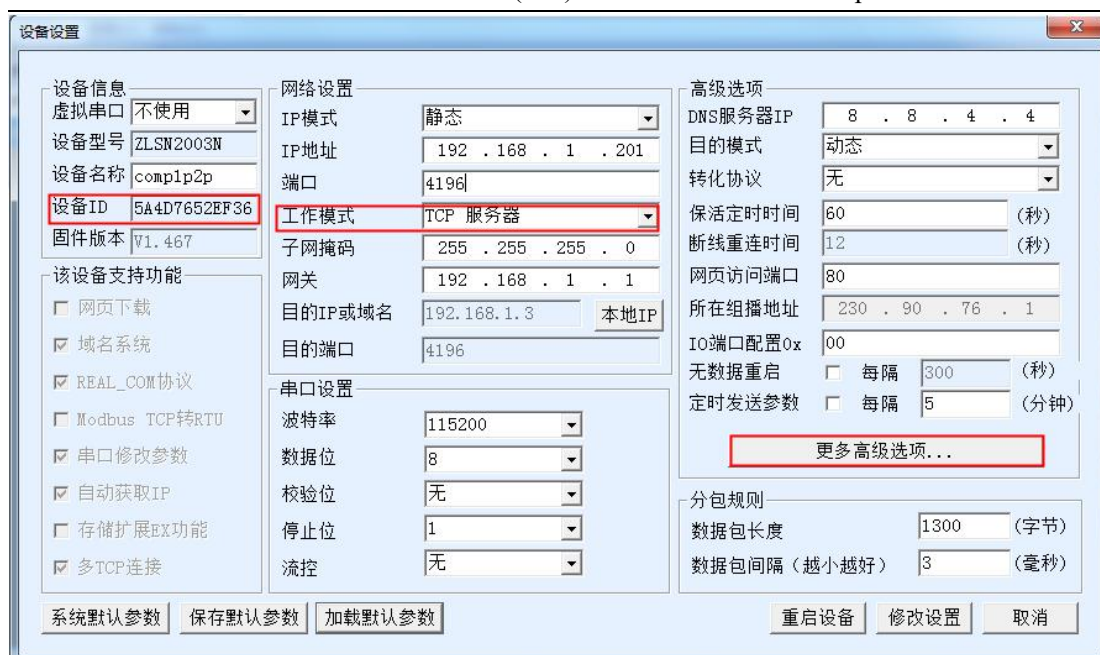 设备设置
设备信息
虚拟串口 不使用
设备型号 ZLSN2003N
设备名称 comp1p2p
设备ID 5A4D7652EF36
固件版本 V1.467
该设备支持功能
网页下载
域名系统
REAL_COM协议
Modbus TCP转RTU
串口修改参数
自动获取IP
存储扩展EX功能
多TCP连接
网络设置
IP模式 静态
IP地址 192 . 168 . 1 . 201
端口 4196
工作模式 TCP 服务器
子网掩码 255 . 255 . 255 . 0
网关 192 . 168 . 1 . 1
目的IP或域名 192.168.1.3 本地IP
目的端口 4196
串口设置
波特率 115200
数据位 8
校验位 无
停止位 1
流控 无
高级选项
DNS服务器IP 8 . 8 . 4 . 4
目的模式 动态
转化协议 无
保活定时时间 60 (秒)
断线重连时间 12 (秒)
网页访问端口 80
所在组播地址 230 . 90 . 76 . 1
IO端口配置0x 00
无数据重启 每隔 300 (秒)
定时发送参数 每隔 5 (分钟)
更多高级选项...
分包规则
数据包长度 1300 (字节)
数据包间隔（越小越好） 3 (毫秒)
系统默认参数 保存默认参数 加载默认参数 重启设备 修改设置 取消